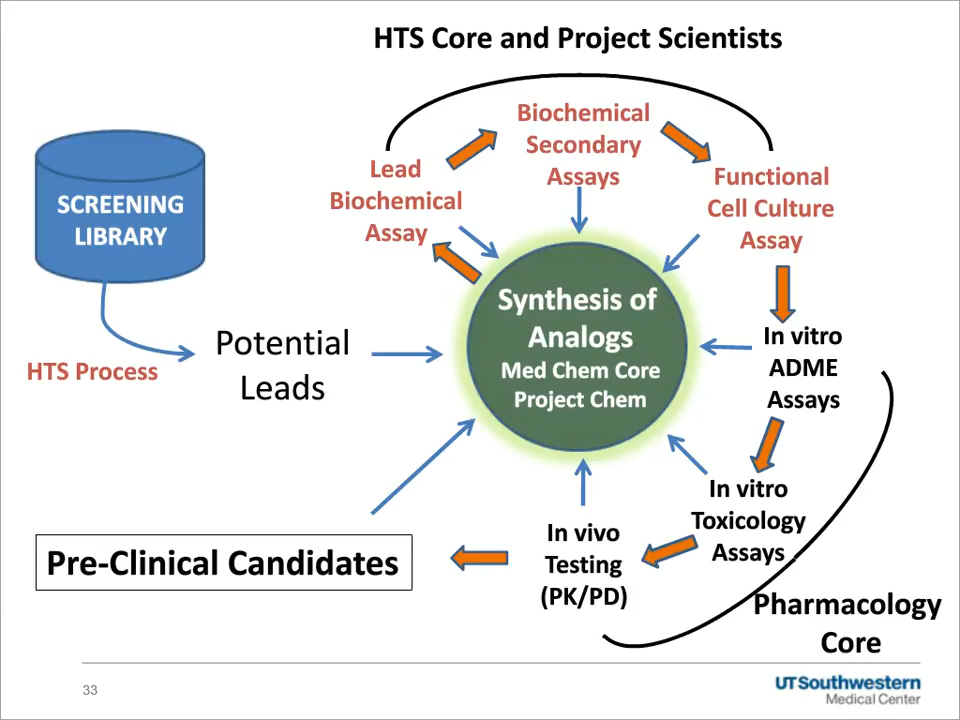 HTS Core and Project Scientists
Biochemical
Secondary
Assays
Lead
Biochemical
Assay
Functional
Cell Culture
Assay
SCREENING
LIBRARY
HTS Process
Potential
Leads
Synthesis of
Analogs
Med Chem Core
Project Chem
In vitro
ADME
Assays
In vitro
Toxicology
Assays
In vivo
Testing
(PK/PD)
Pre-Clinical Candidates
Pharmacology
Core
33
UT Southwestern
Medical Center